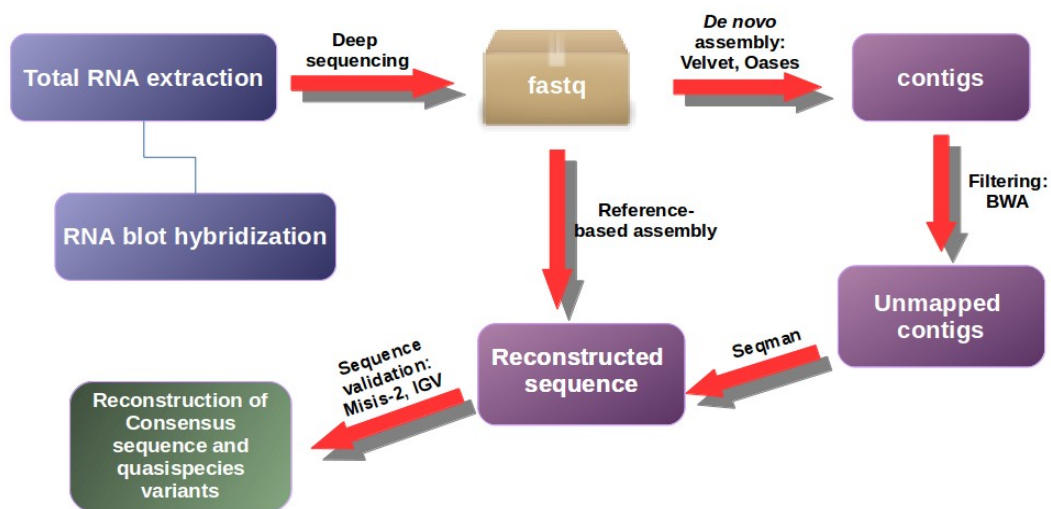 Total RNA extraction
Deep
sequencing
fastq
De novo
assembly:
Velvet, Oases
contigs
RNA blot hybridization
Reference-
based assembly
Filtering:
BWA
Unmapped
contigs
Seqman
Reconstructed
sequence
Sequence
validation:
Misis-2, IGV
Reconstruction of
Consensus
sequence and
quasispecies
variants